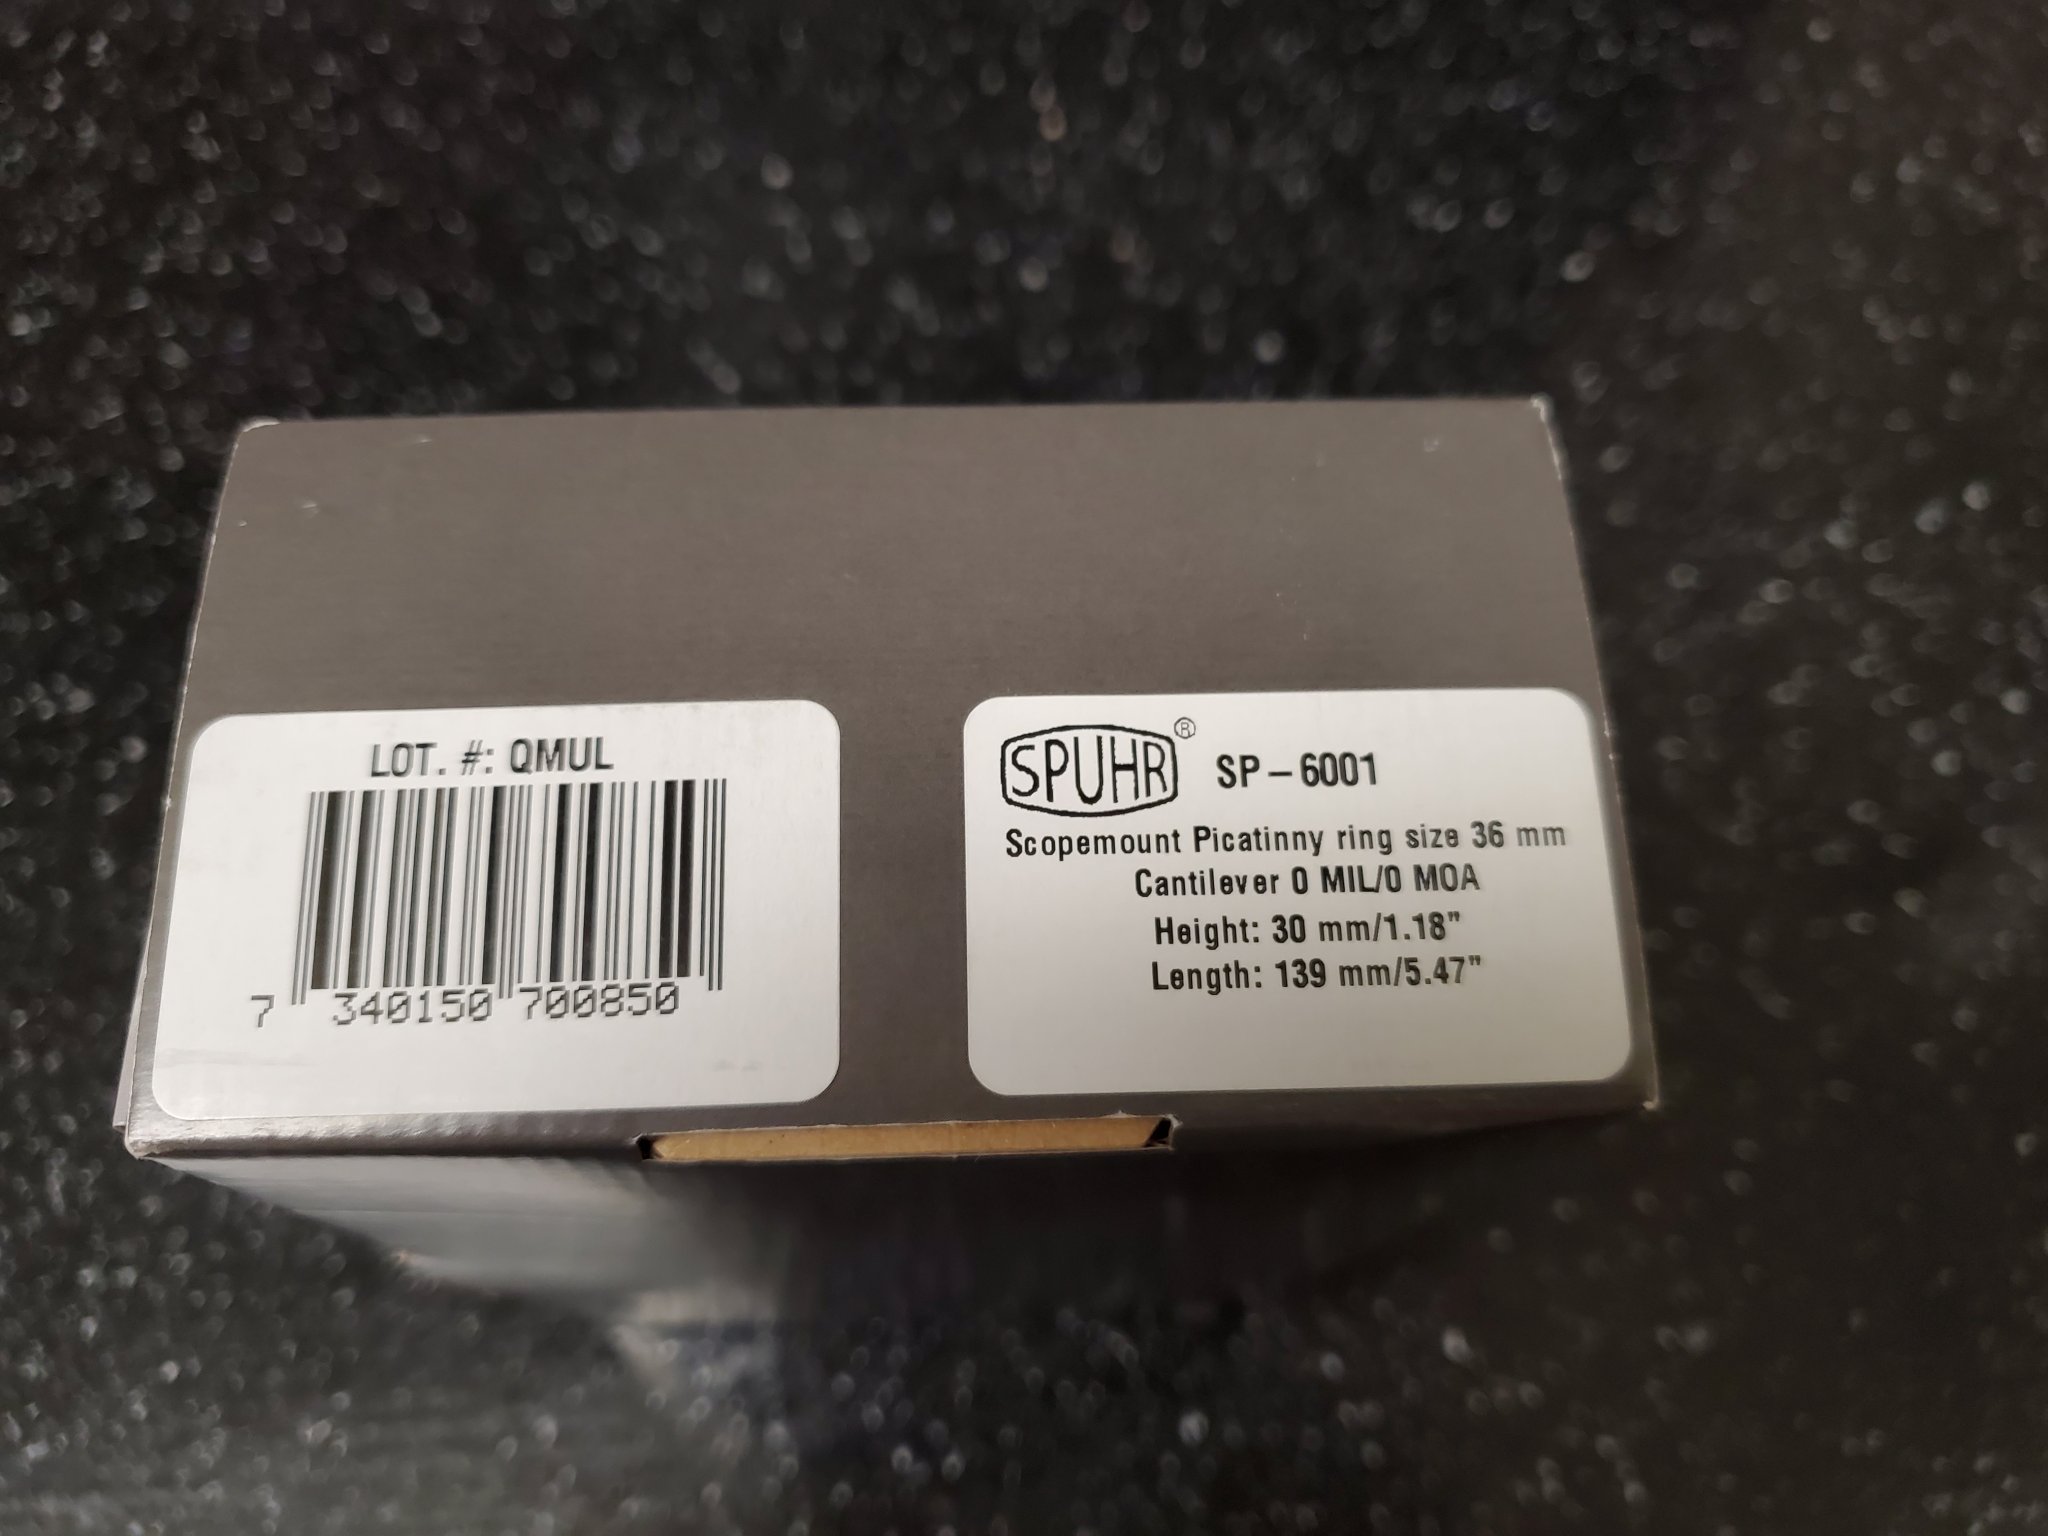 LOT. #: QMUL
7 340150 700850
SPUHR® SP-6001
Scopemount Picatinny ring size 36 mm
Cantilever 0 MIL/0 MOA
Height: 30 mm/1.18"
Length: 139 mm/5.47"